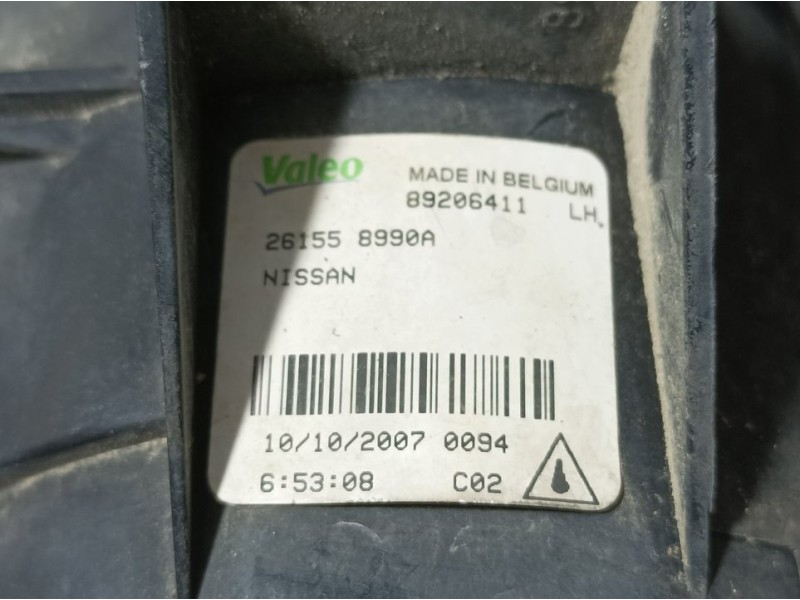 Valeo MADE IN BELGIUM
89206411 LH
26155 8990A
NISSAN
10/10/2007 0094
6:53:08 C02